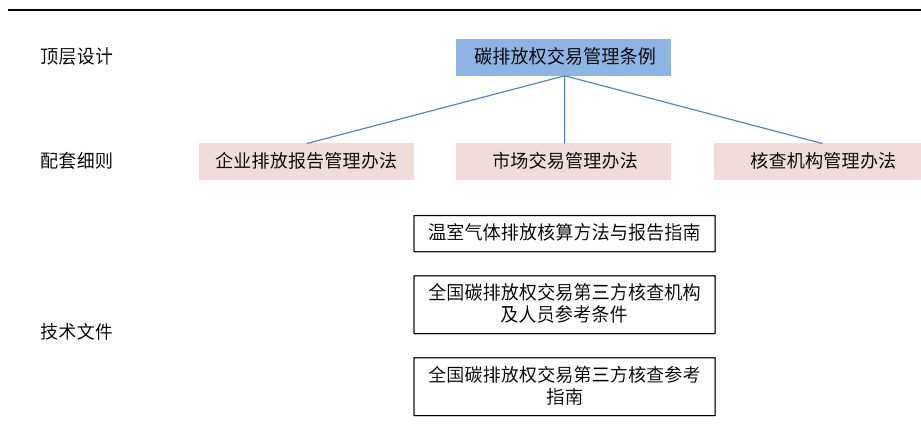 顶层设计
碳排放权交易管理条例
配套细则
企业排放报告管理办法
市场交易管理办法
核查机构管理办法
温室气体排放核算方法与报告指南
技术文件
全国碳排放权交易第三方核查机构
及人员参考条件
全国碳排放权交易第三方核查参考
指南